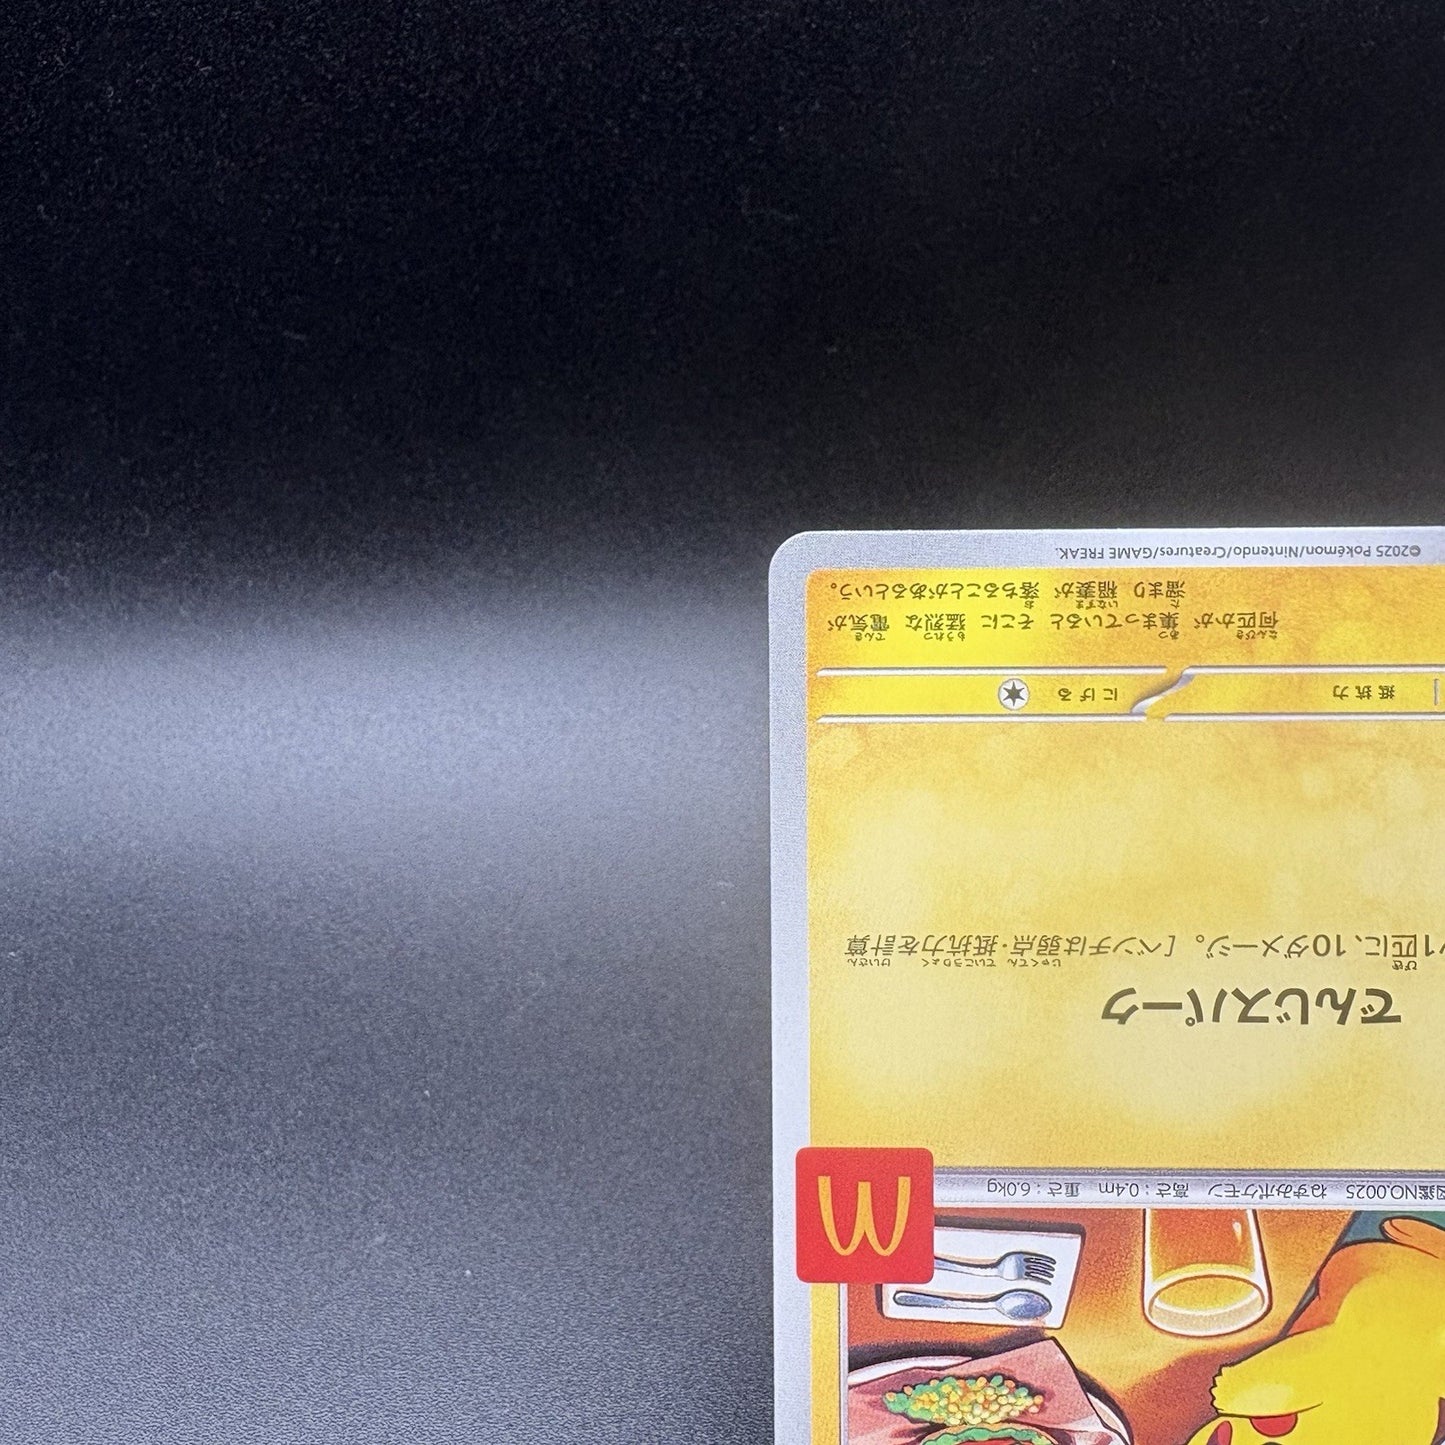 図鑑NO.0025 ねずみポケモン 高さ:0.4m 重さ:6.0kg
でんじスパーク
1匹に、10ダメージ。[ベンチは弱点・抵抗力を計算
抵抗力 にげる
何匹かが 集まっていると そこに 猛烈な 電気が
溜まり 稲妻が 落ちることがあるという。
©2025 Pokémon/Nintendo/Creatures/GAME FREAK.